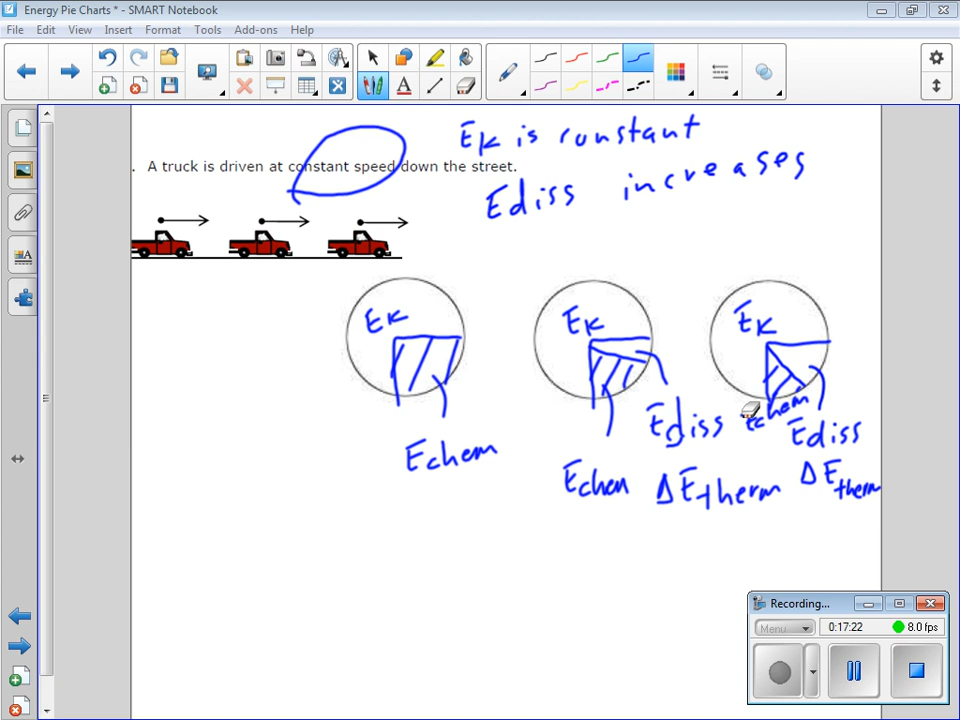 Energy Pie Charts * - SMART Notebook
File Edit View Insert Format Tools Add-ons Help
Ek is constant
. A truck is driven at constant speed down the street.
Ediss increases
Ek Ek Ek
Echem
Ediss
Ediss
Echem
Echem ΔEtherm ΔEtherm
Recording...
Menu 0:17:22 8.0 fps